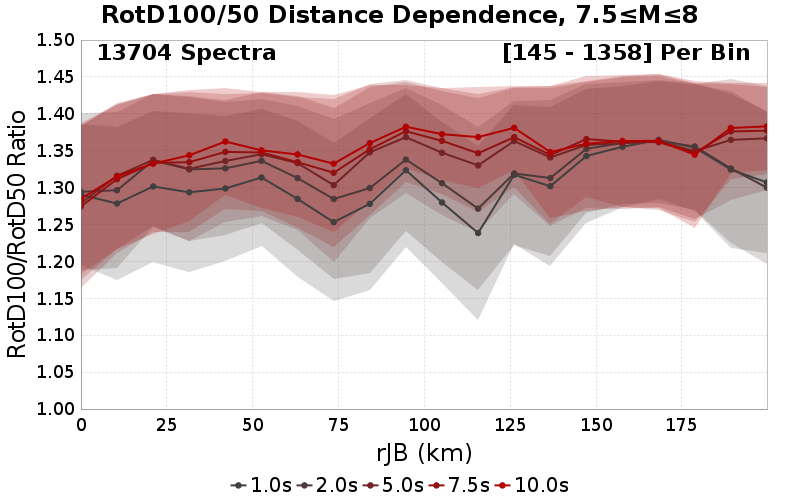 RotD100/50 Distance Dependence, 7.5≤M≤8
13704 Spectra
[145 - 1358] Per Bin
RotD100/RotD50 Ratio
1.50
1.45
1.40
1.35
1.30
1.25
1.20
1.15
1.10
1.05
1.00
0 25 50 75 100 125 150 175
rJB (km)
1.0s 2.0s 5.0s 7.5s 10.0s